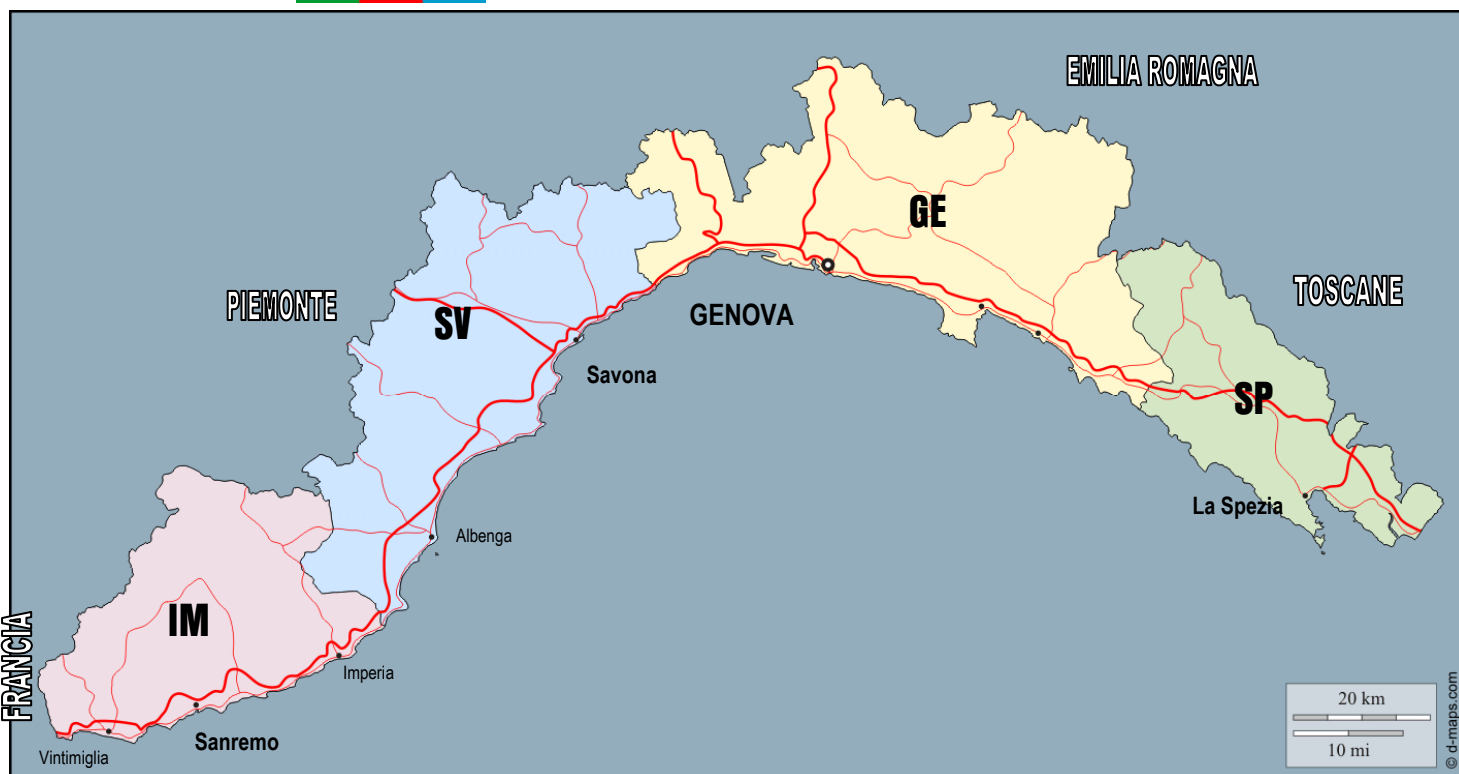 EMILIA ROMAGNA
GE
PIEMONTE
SV
GENOVA
TOSCANE
Savona
SP
La Spezia
Albenga
IM
FRANCIA
Imperia
Sanremo
Vintimiglia
20 km
10 mi
© d-maps.com